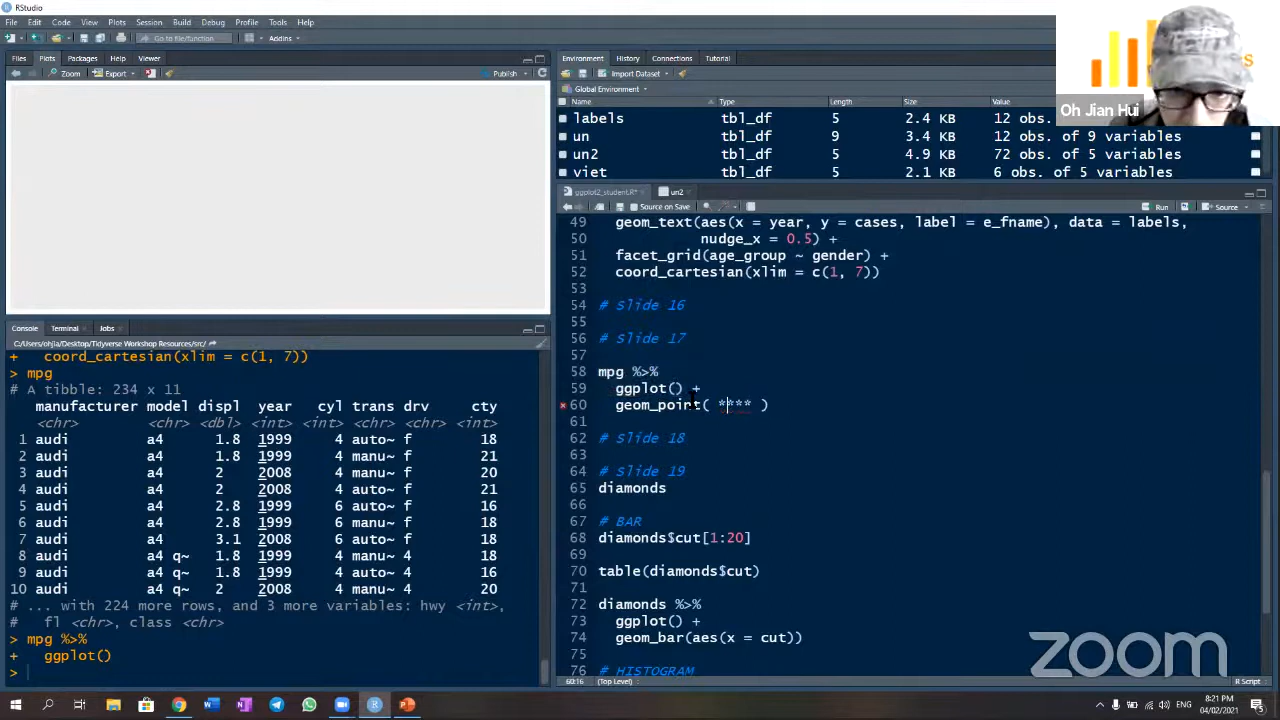 RStudio
File Edit Code View Plots Session Build Debug Profile Tools Help
Go to file/function Addins
Files Plots Packages Help Viewer
Zoom Export Publish
Environment History Connections Tutorial
Import Dataset
Global Environment
Name Type Length Size Value
labels tbl_df 5 2.4 KB 12 obs.
un tbl_df 9 3.4 KB 12 obs. of 9 variables
un2 tbl_df 5 4.9 KB 72 obs. of 5 variables
viet tbl_df 5 2.1 KB 6 obs. of 5 variables
Oh Jian Hui
ggplot2_student.R* un2
Source on Save Run Source
49 geom_text(aes(x = year, y = cases, label = e_fname), data = labels,
50 nudge_x = 0.5) +
51 facet_grid(age_group ~ gender) +
52 coord_cartesian(xlim = c(1, 7))
53
54 # Slide 16
55
56 # Slide 17
57
58 mpg %>%
59 ggplot() +
60 geom_point( **** )
61
62 # Slide 18
63
64 # Slide 19
65 diamonds
66
67 # BAR
68 diamonds$cut[1:20]
69
70 table(diamonds$cut)
71
72 diamonds %>%
73 ggplot() +
74 geom_bar(aes(x = cut))
75
76 # HISTOGRAM
60:16 (Top Level) R Script
Console Terminal Jobs
C:/Users/ohjia/Desktop/Tidyverse Workshop Resources/src/
+ coord_cartesian(xlim = c(1, 7))
> mpg
# A tibble: 234 x 11
manufacturer model displ year cyl trans drv cty
<chr> <chr> <dbl> <int> <int> <chr> <chr> <int>
1 audi a4 1.8 1999 4 auto~ f 18
2 audi a4 1.8 1999 4 manu~ f 21
3 audi a4 2 2008 4 manu~ f 20
4 audi a4 2 2008 4 auto~ f 21
5 audi a4 2.8 1999 6 auto~ f 16
6 audi a4 2.8 1999 6 manu~ f 18
7 audi a4 3.1 2008 6 auto~ f 18
8 audi a4 q~ 1.8 1999 4 manu~ 4 18
9 audi a4 q~ 1.8 1999 4 auto~ 4 16
10 audi a4 q~ 2 2008 4 manu~ 4 20
# ... with 224 more rows, and 3 more variables: hwy <int>,
# fl <chr>, class <chr>
> mpg %>%
+ ggplot()
>
zoom
ENG
8:21 PM
04/02/2021